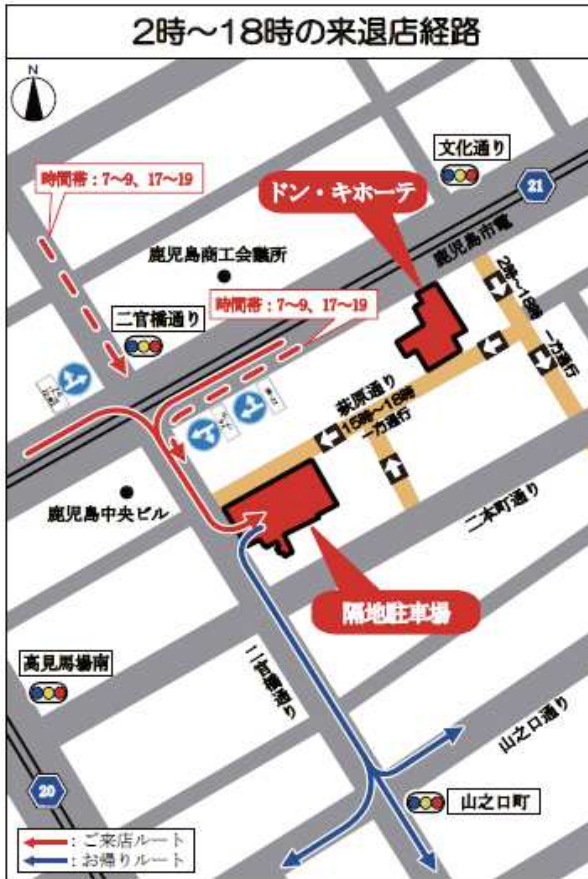 2時～18時の来退店経路
N
文化通り
時間帯：7～9、17～19
21
ドン・キホーテ
鹿児島市電
鹿児島商工会議所
時間帯：7～9、17～19
二官橋通り
2時～18時
一方通行
萩原通り
15時～18時
一方通行
鹿児島中央ビル
二本町通り
隔地駐車場
高見馬場南
二官橋通り
山之口通り
20
山之口町
：ご来店ルート
：お帰りルート